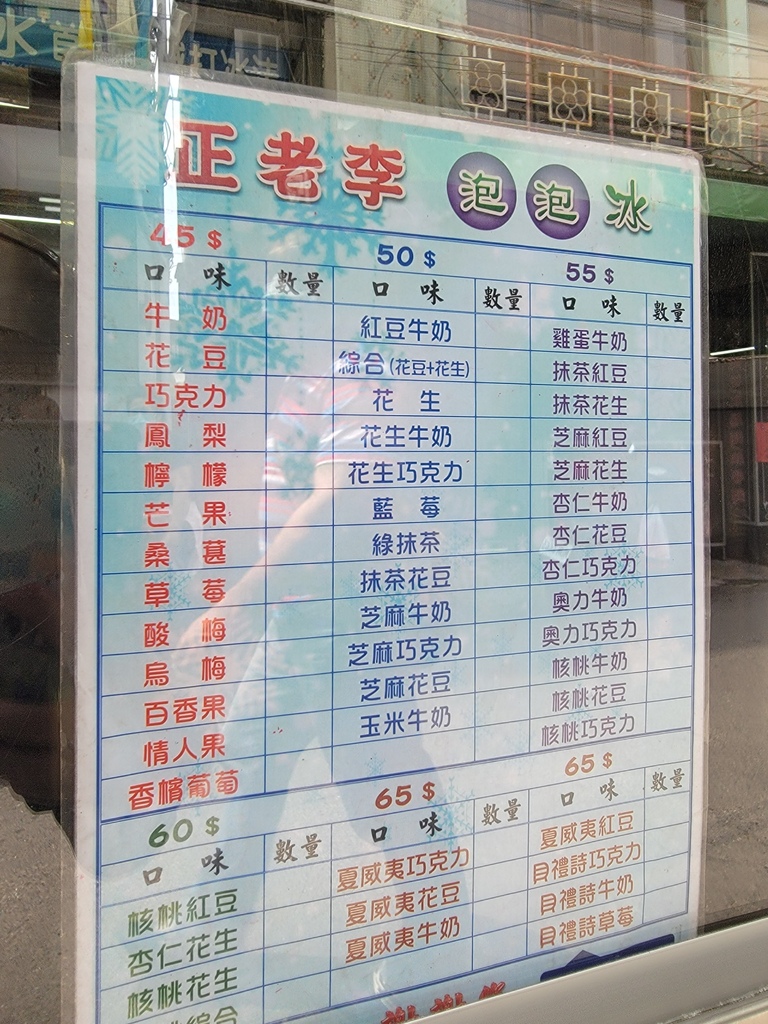 正老李 泡泡冰
45 $
口味 數量
牛奶
花豆
巧克力
鳳梨
檸檬
芒果
桑葚
草莓
酸梅
烏梅
百香果
情人果
香檳葡萄
50 $
口味 數量
紅豆牛奶
綜合(花豆+花生)
花生
花生牛奶
花生巧克力
藍莓
綠抹茶
抹茶花豆
芝麻牛奶
芝麻巧克力
芝麻花豆
玉米牛奶
55 $
口味 數量
雞蛋牛奶
抹茶紅豆
抹茶花生
芝麻紅豆
芝麻花生
杏仁牛奶
杏仁花豆
杏仁巧克力
奧力牛奶
奧力巧克力
核桃牛奶
核桃花豆
核桃巧克力
60 $
口味 數量
核桃紅豆
杏仁花生
核桃花生
綜合
65 $
口味 數量
夏威夷巧克力
夏威夷花豆
夏威夷牛奶
65 $
口味 數量
夏威夷紅豆
貝禮詩巧克力
貝禮詩牛奶
貝禮詩草莓